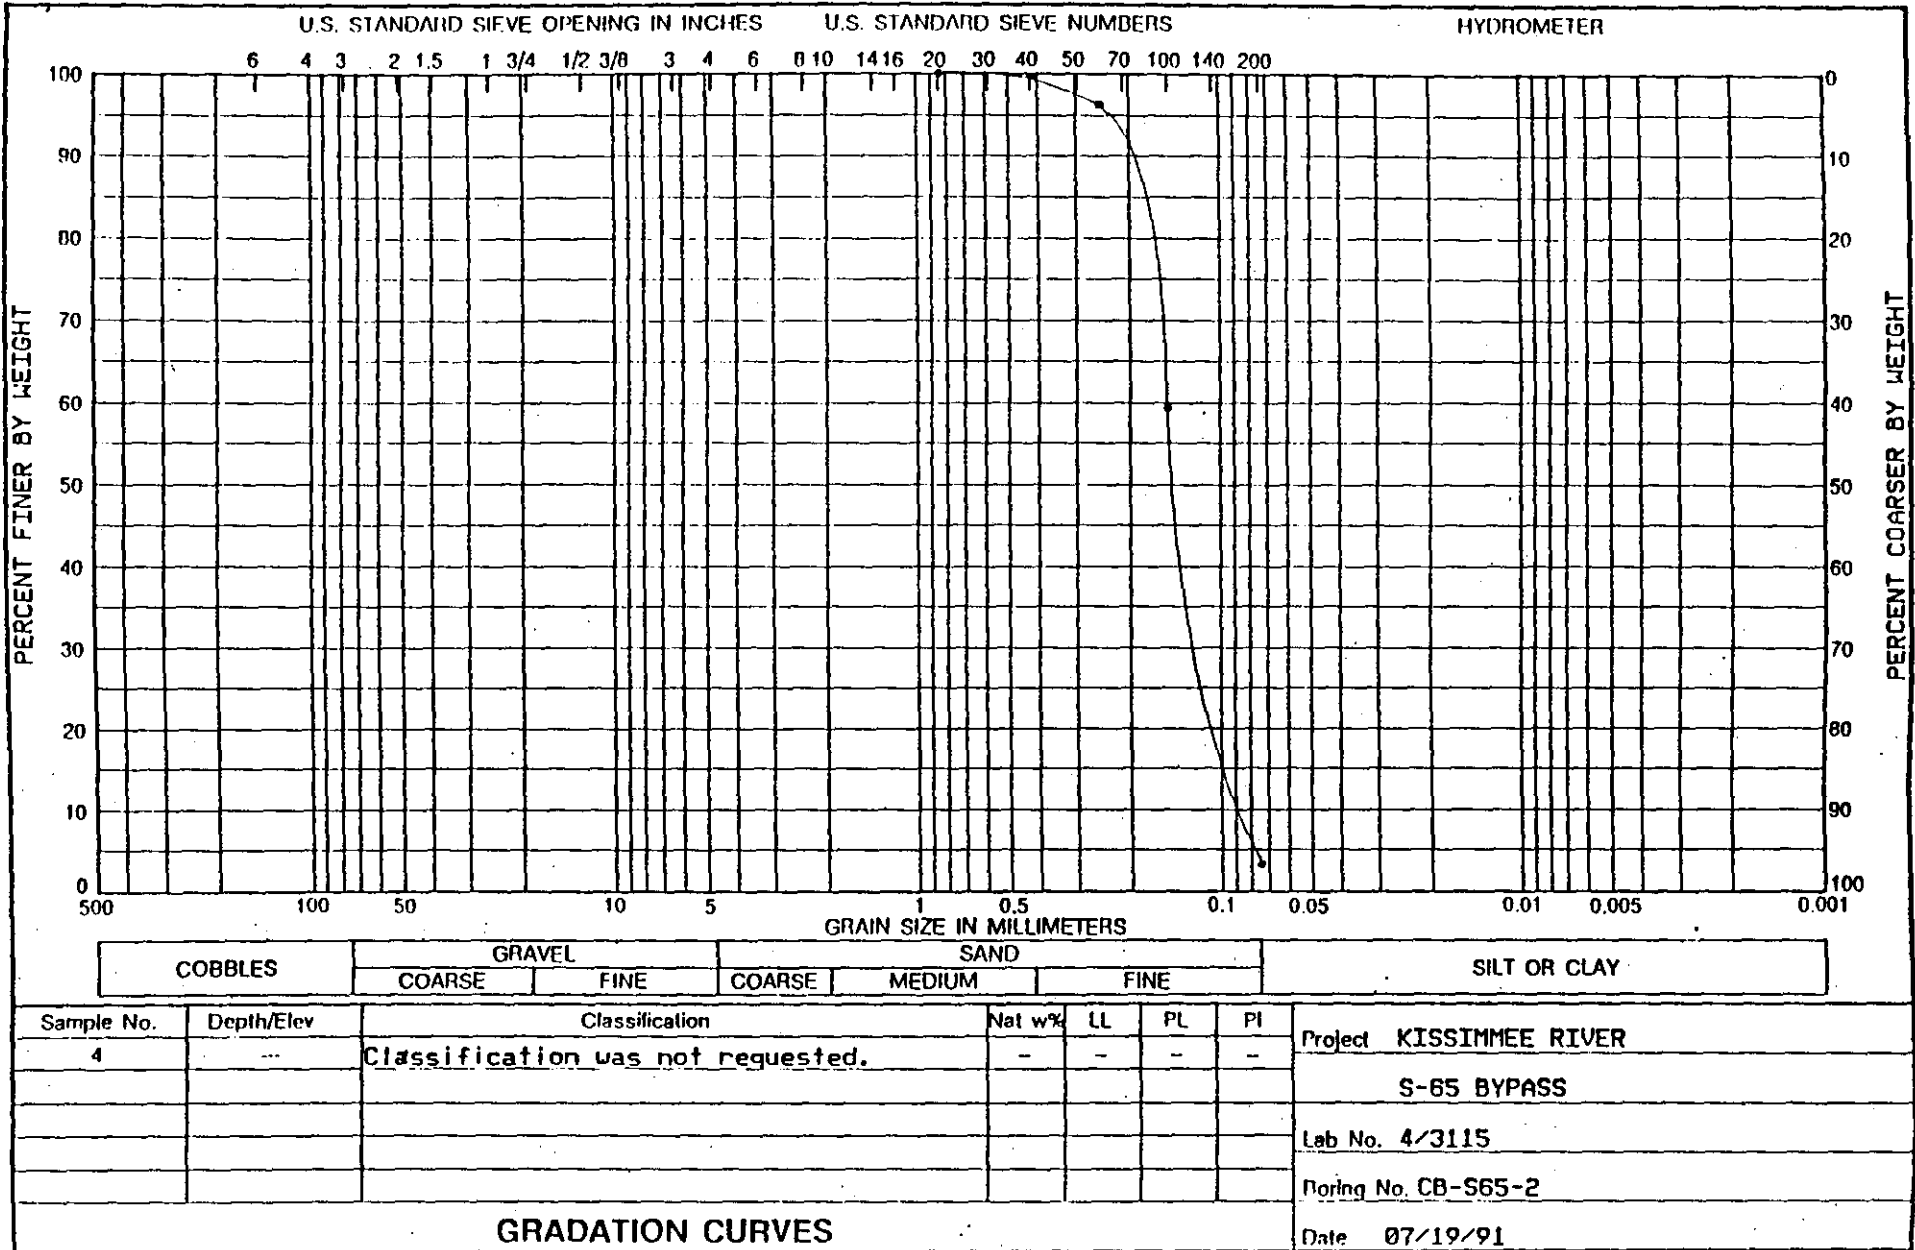 U.S. STANDARD SIEVE OPENING IN INCHES U.S. STANDARD SIEVE NUMBERS HYDROMETER
6 4 3 2 1.5 1 3/4 1/2 3/8 3 4 6 8 10 14 16 20 30 40 50 70 100 140 200
100 0
90 10
80 20
70 30
60 40
50 50
40 60
30 70
20 80
10 90
0 100
PERCENT FINER BY WEIGHT
PERCENT COARSER BY WEIGHT
500 100 50 10 5 1 0.5 0.1 0.05 0.01 0.005 0.001
GRAIN SIZE IN MILLIMETERS
COBBLES GRAVEL SAND SILT OR CLAY
COARSE FINE COARSE MEDIUM FINE
Sample No. Depth/Elev Classification Nat w% LL PL PI
4 --- Classification was not requested. - - - -
Project KISSIMMEE RIVER
S-65 BYPASS
Lab No. 4/3115
Boring No. CB-S65-2
Date 07/19/91
GRADATION CURVES